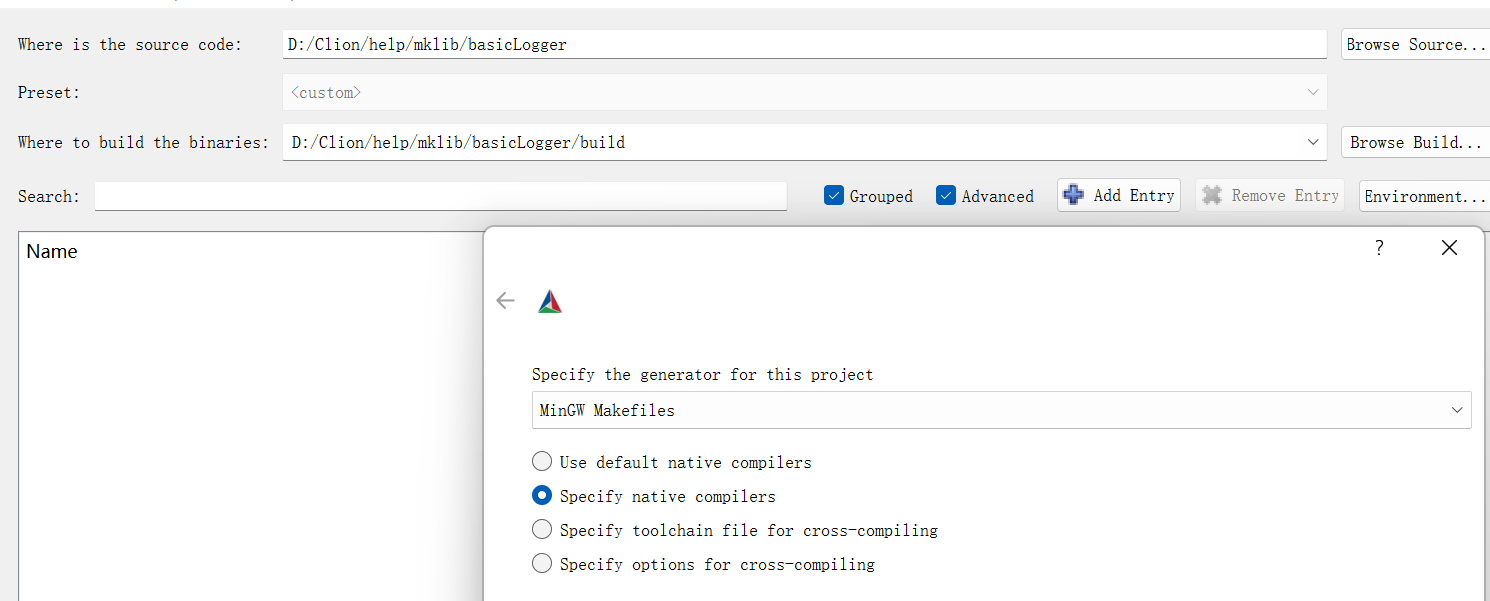 Where is the source code: D:/Clion/help/mklib/basicLogger Browse Source...
Preset: <custom>
Where to build the binaries: D:/Clion/help/mklib/basicLogger/build Browse Build...
Search: Grouped Advanced Add Entry Remove Entry Environment...
Name
?
Specify the generator for this project
MinGW Makefiles
Use default native compilers
Specify native compilers
Specify toolchain file for cross-compiling
Specify options for cross-compiling